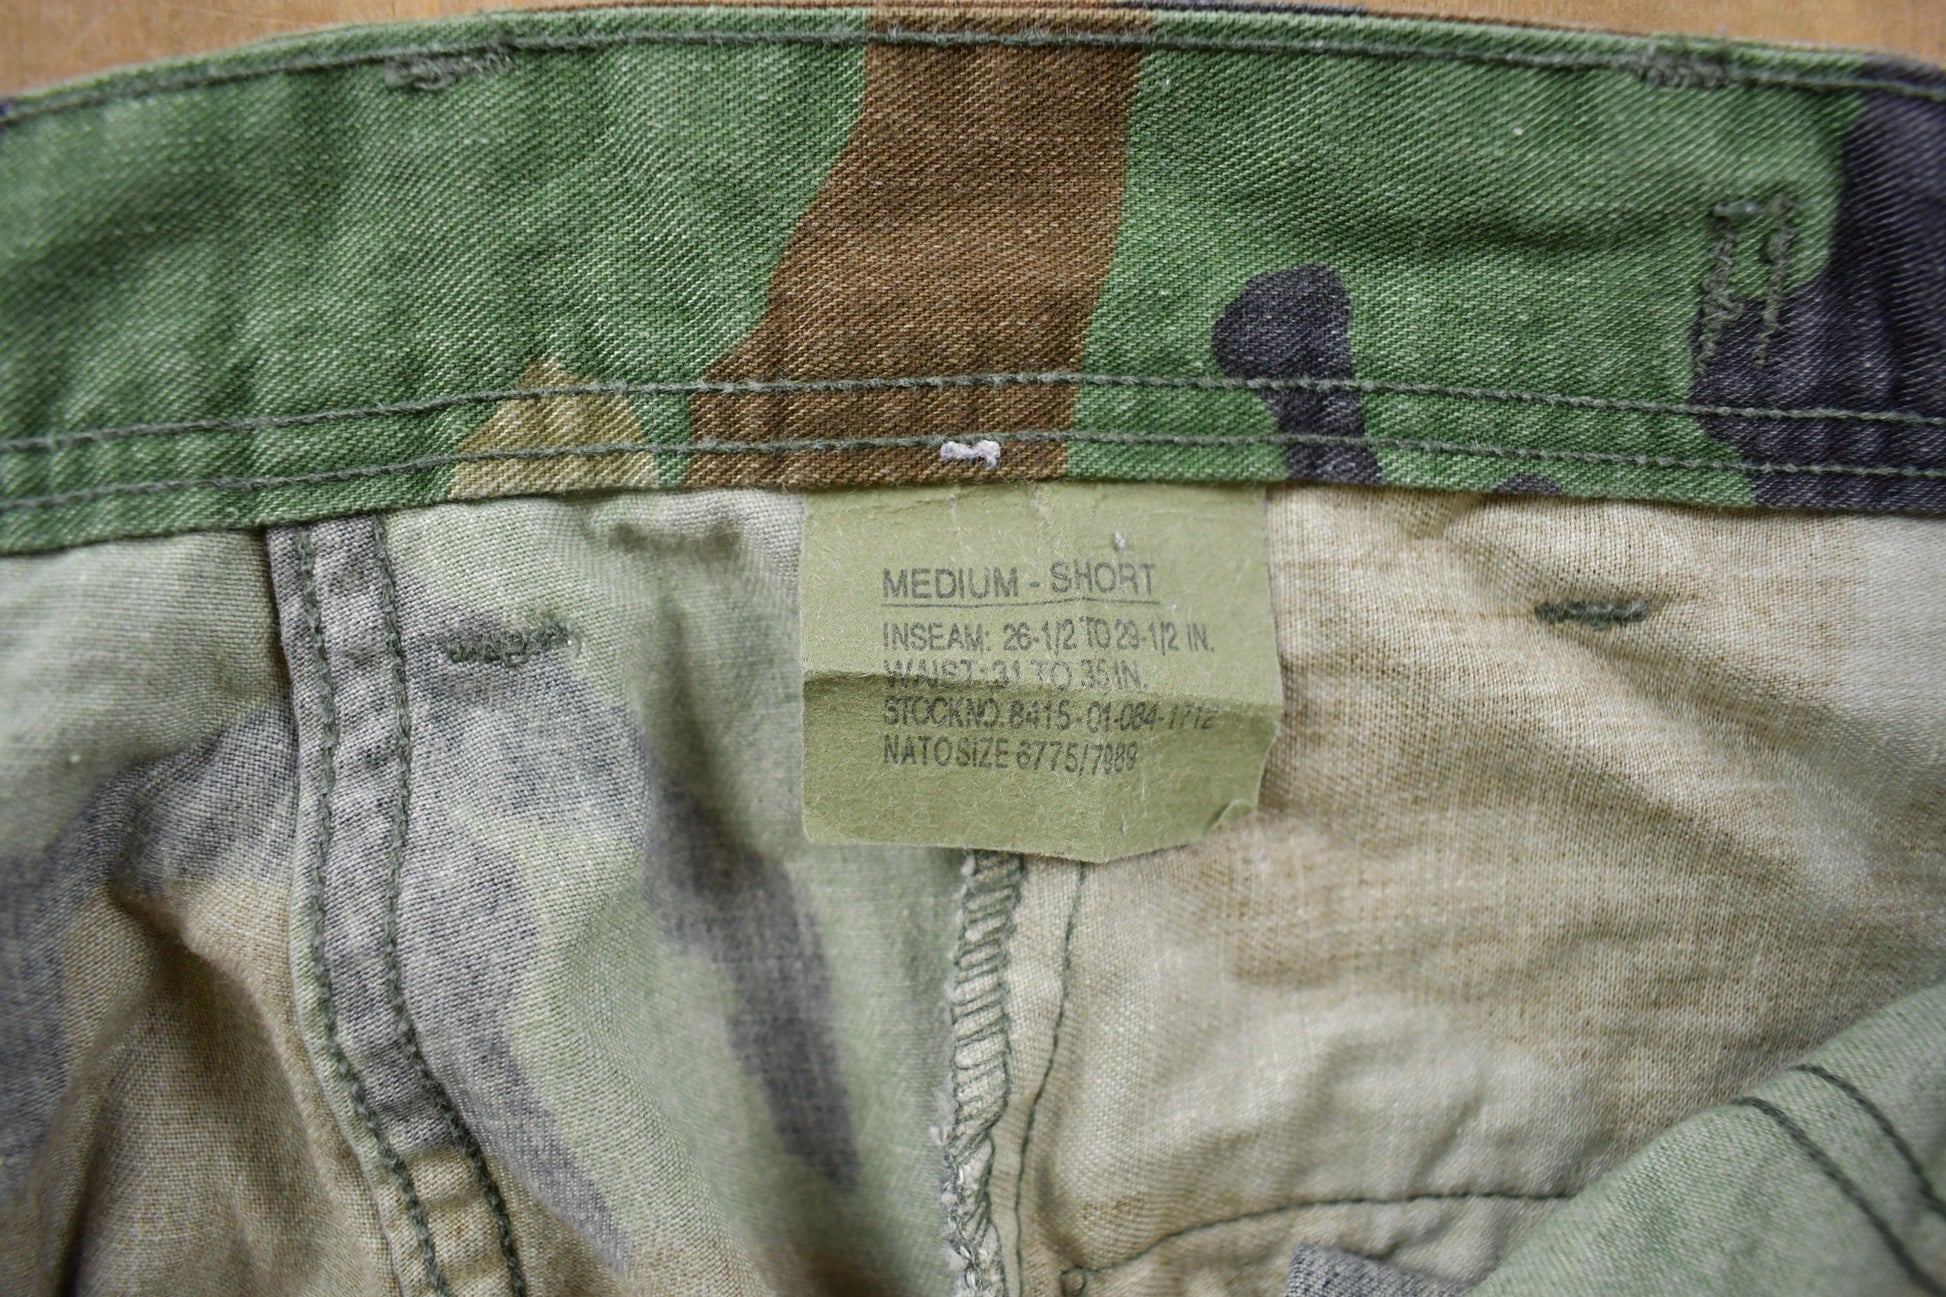 MEDIUM - SHORT
INSEAM: 26-1/2 TO 29-1/2 IN.
WAIST: 31 TO 35 IN.
STOCK NO. 8415-01-084-1712
NATO SIZE 6775/7989